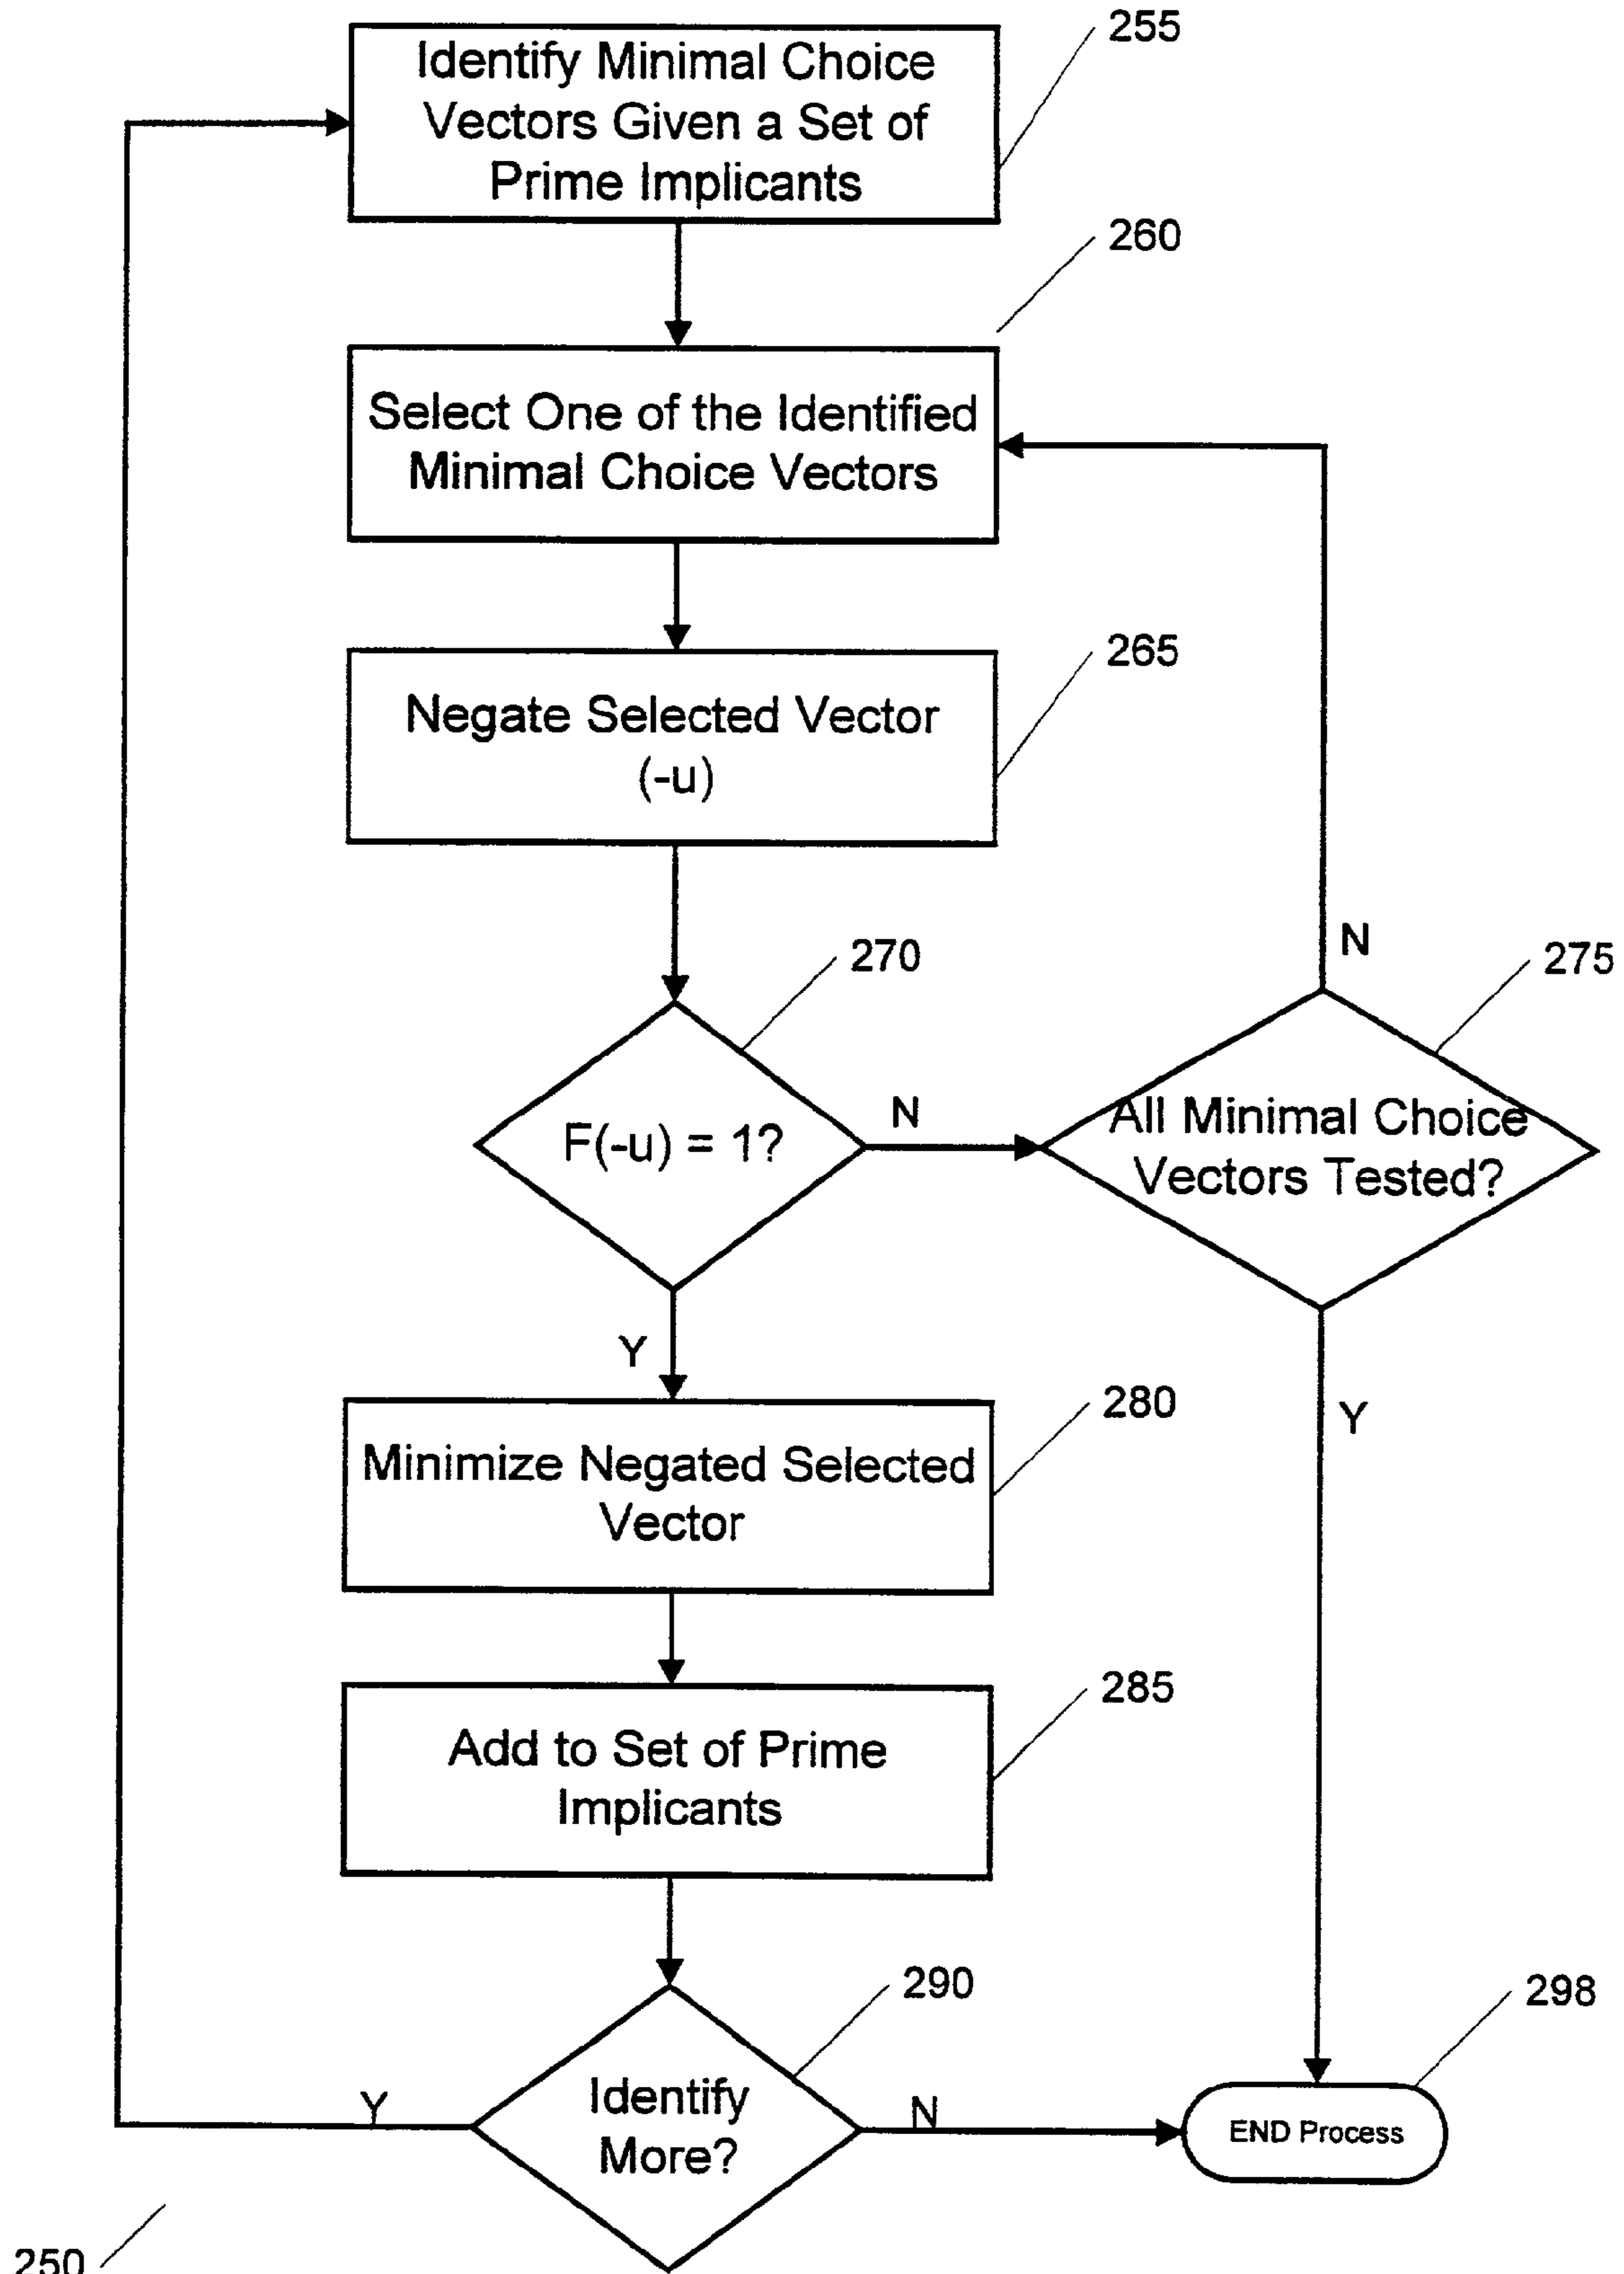 255
Identify Minimal Choice
Vectors Given a Set of
Prime Implicants
260
Select One of the Identified
Minimal Choice Vectors
265
Negate Selected Vector
(-u)
270
N
275
F(-u) = 1?
N
All Minimal Choice
Vectors Tested?
Y
Y
280
Minimize Negated Selected
Vector
285
Add to Set of Prime
Implicants
290
298
Identify
More?
Y
N
END Process
250